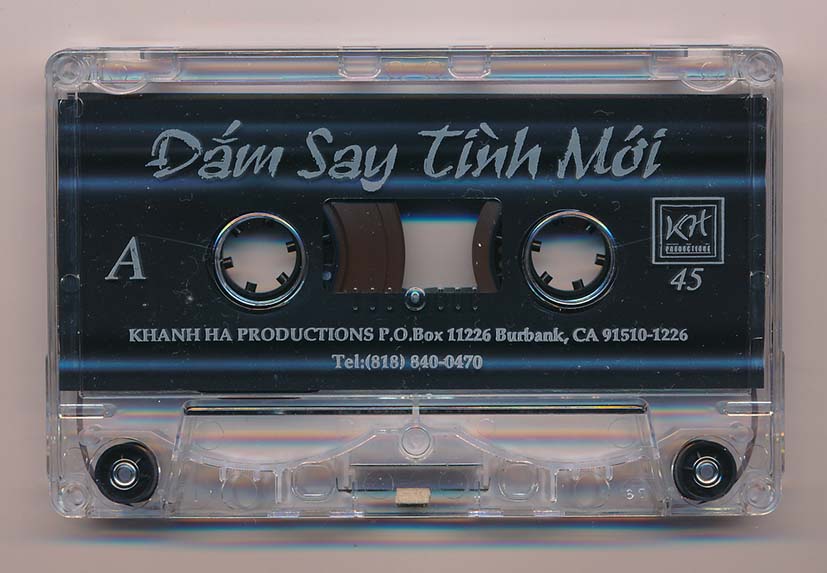 Đắm Say Tình Mới
A
KH
PRODUCTIONS
45
KHANH HA PRODUCTIONS P.O.Box 11226 Burbank, CA 91510-1226
Tel:(818) 840-0470